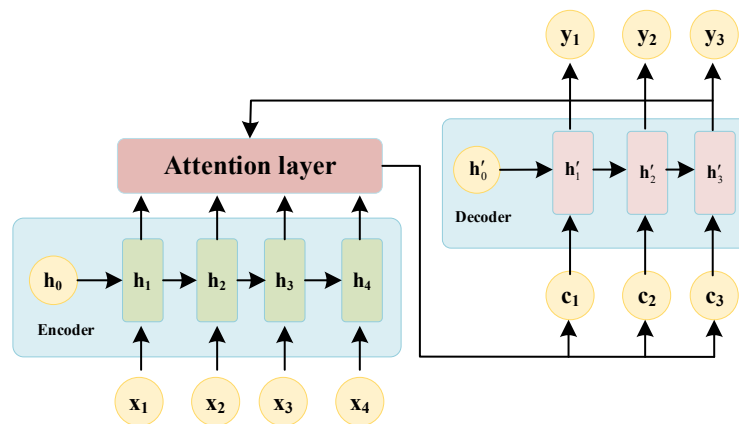 y₁ y₂ y₃
Attention layer
h′₀ h′₁ h′₂ h′₃
Decoder
h₀ h₁ h₂ h₃ h₄
c₁ c₂ c₃
Encoder
x₁ x₂ x₃ x₄